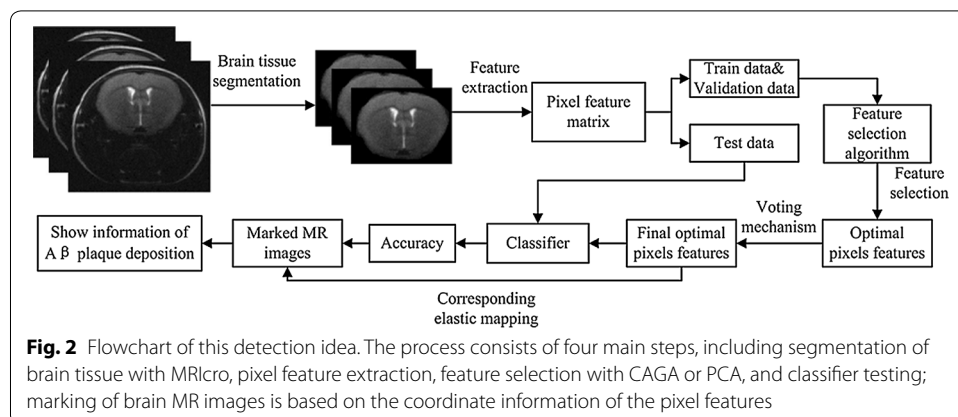 Brain tissue
segmentation
Feature
extraction
Pixel feature
matrix
Train data&
Validation data
Test data
Feature
selection
algorithm
Feature
selection
Optimal
pixels features
Voting
mechanism
Final optimal
pixels features
Classifier
Accuracy
Marked MR
images
Show information of
Aβ plaque deposition
Corresponding
elastic mapping
Fig. 2 Flowchart of this detection idea. The process consists of four main steps, including segmentation of
brain tissue with MRIcro, pixel feature extraction, feature selection with CAGA or PCA, and classifier testing;
marking of brain MR images is based on the coordinate information of the pixel features